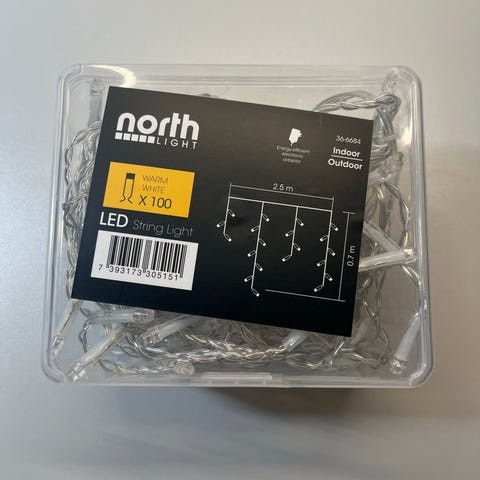 north
LIGHT
WARM
WHITE
X 100
LED String Light
7 393173 305151
Energy-efficient
electronic
adaptor
36-6684
Indoor
Outdoor
2.5 m
0.7 m